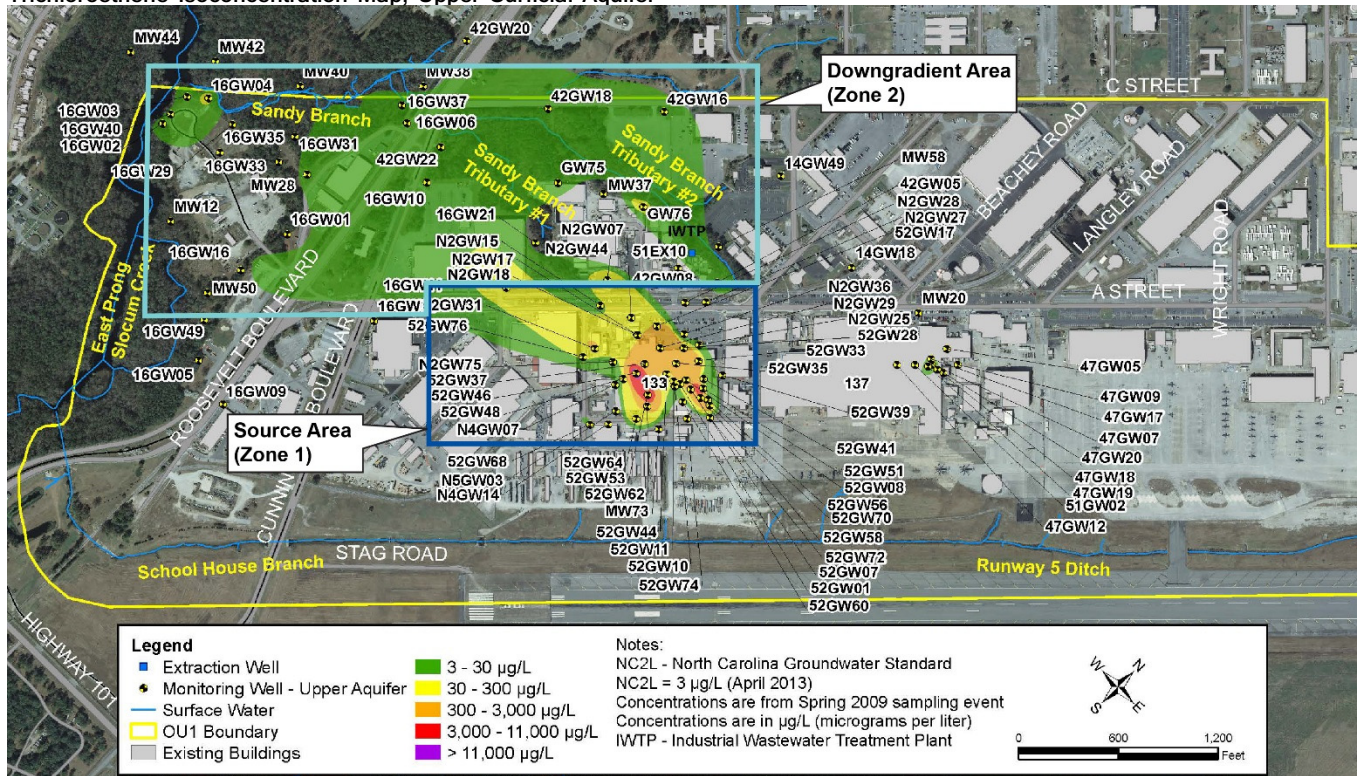 Trichloroethene Isoconcentration Map, Upper Surficial Aquifer
MW44
MW42
42GW20
16GW04
MW40
MW38
Downgradient Area
(Zone 2)
C STREET
16GW03
16GW40
16GW02
Sandy Branch
16GW37
16GW06
42GW18
42GW16
16GW35
16GW31
16GW29
16GW33
42GW22
Sandy Branch
Tributary #1
Sandy Branch
Tributary #2
14GW49
BEACHEY ROAD
LANGLEY ROAD
WRIGHT ROAD
MW58
42GW05
N2GW28
N2GW27
52GW17
MW28
GW75
MW37
MW12
16GW01
16GW10
16GW21
GW76
IWTP
N2GW07
N2GW44
51EX10
42GW08
14GW18
16GW16
N2GW15
N2GW17
N2GW18
MW50
East Prong
Slocum Creek
N2GW36
N2GW29
N2GW25
MW20
A STREET
16GW49
52GW76
52GW28
52GW33
52GW35
16GW05
16GW09
ROOSEVELT BOULEVARD
N2GW75
52GW37
52GW46
52GW48
N4GW07
133
137
52GW39
47GW05
47GW09
47GW17
47GW07
47GW20
47GW18
47GW19
51GW02
47GW12
Source Area
(Zone 1)
52GW41
52GW51
52GW08
52GW56
52GW70
52GW58
52GW72
52GW07
52GW01
52GW60
52GW68
N5GW03
N4GW14
52GW64
52GW53
52GW62
MW73
52GW44
52GW11
52GW10
52GW74
STAG ROAD
School House Branch
Runway 5 Ditch
HIGHWAY 101
Legend
Extraction Well
Monitoring Well - Upper Aquifer
Surface Water
OU1 Boundary
Existing Buildings
3 - 30 µg/L
30 - 300 µg/L
300 - 3,000 µg/L
3,000 - 11,000 µg/L
> 11,000 µg/L
Notes:
NC2L - North Carolina Groundwater Standard
NC2L = 3 µg/L (April 2013)
Concentrations are from Spring 2009 sampling event
Concentrations are in µg/L (micrograms per liter)
IWTP - Industrial Wastewater Treatment Plant
N
E
S
W
0 600 1,200
Feet